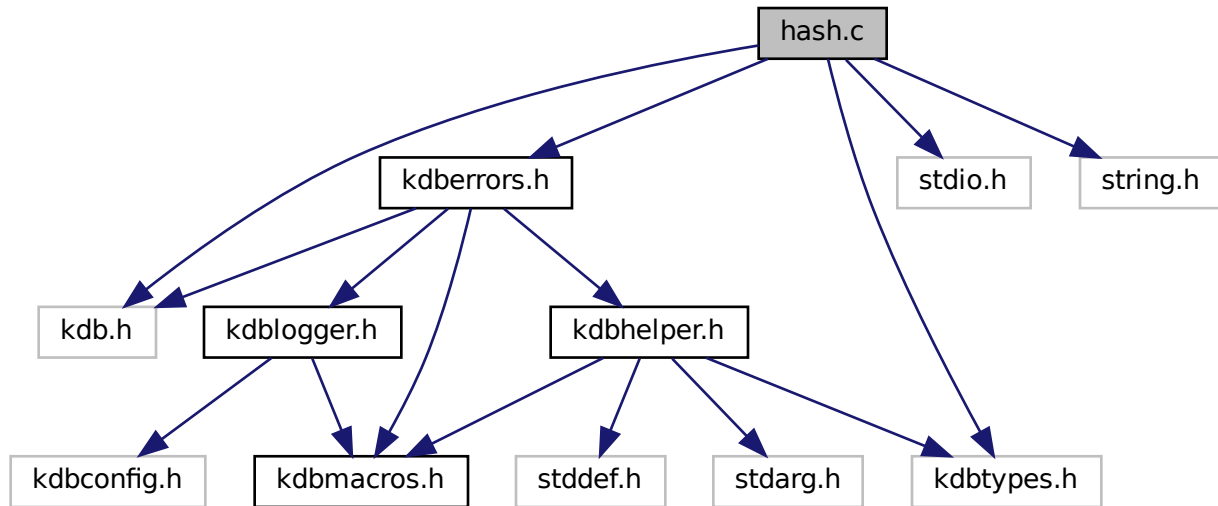 hash.c
kdberrors.h
stdio.h
string.h
kdb.h
kdblogger.h
kdbhelper.h
kdbconfig.h
kdbmacros.h
stddef.h
stdarg.h
kdbtypes.h